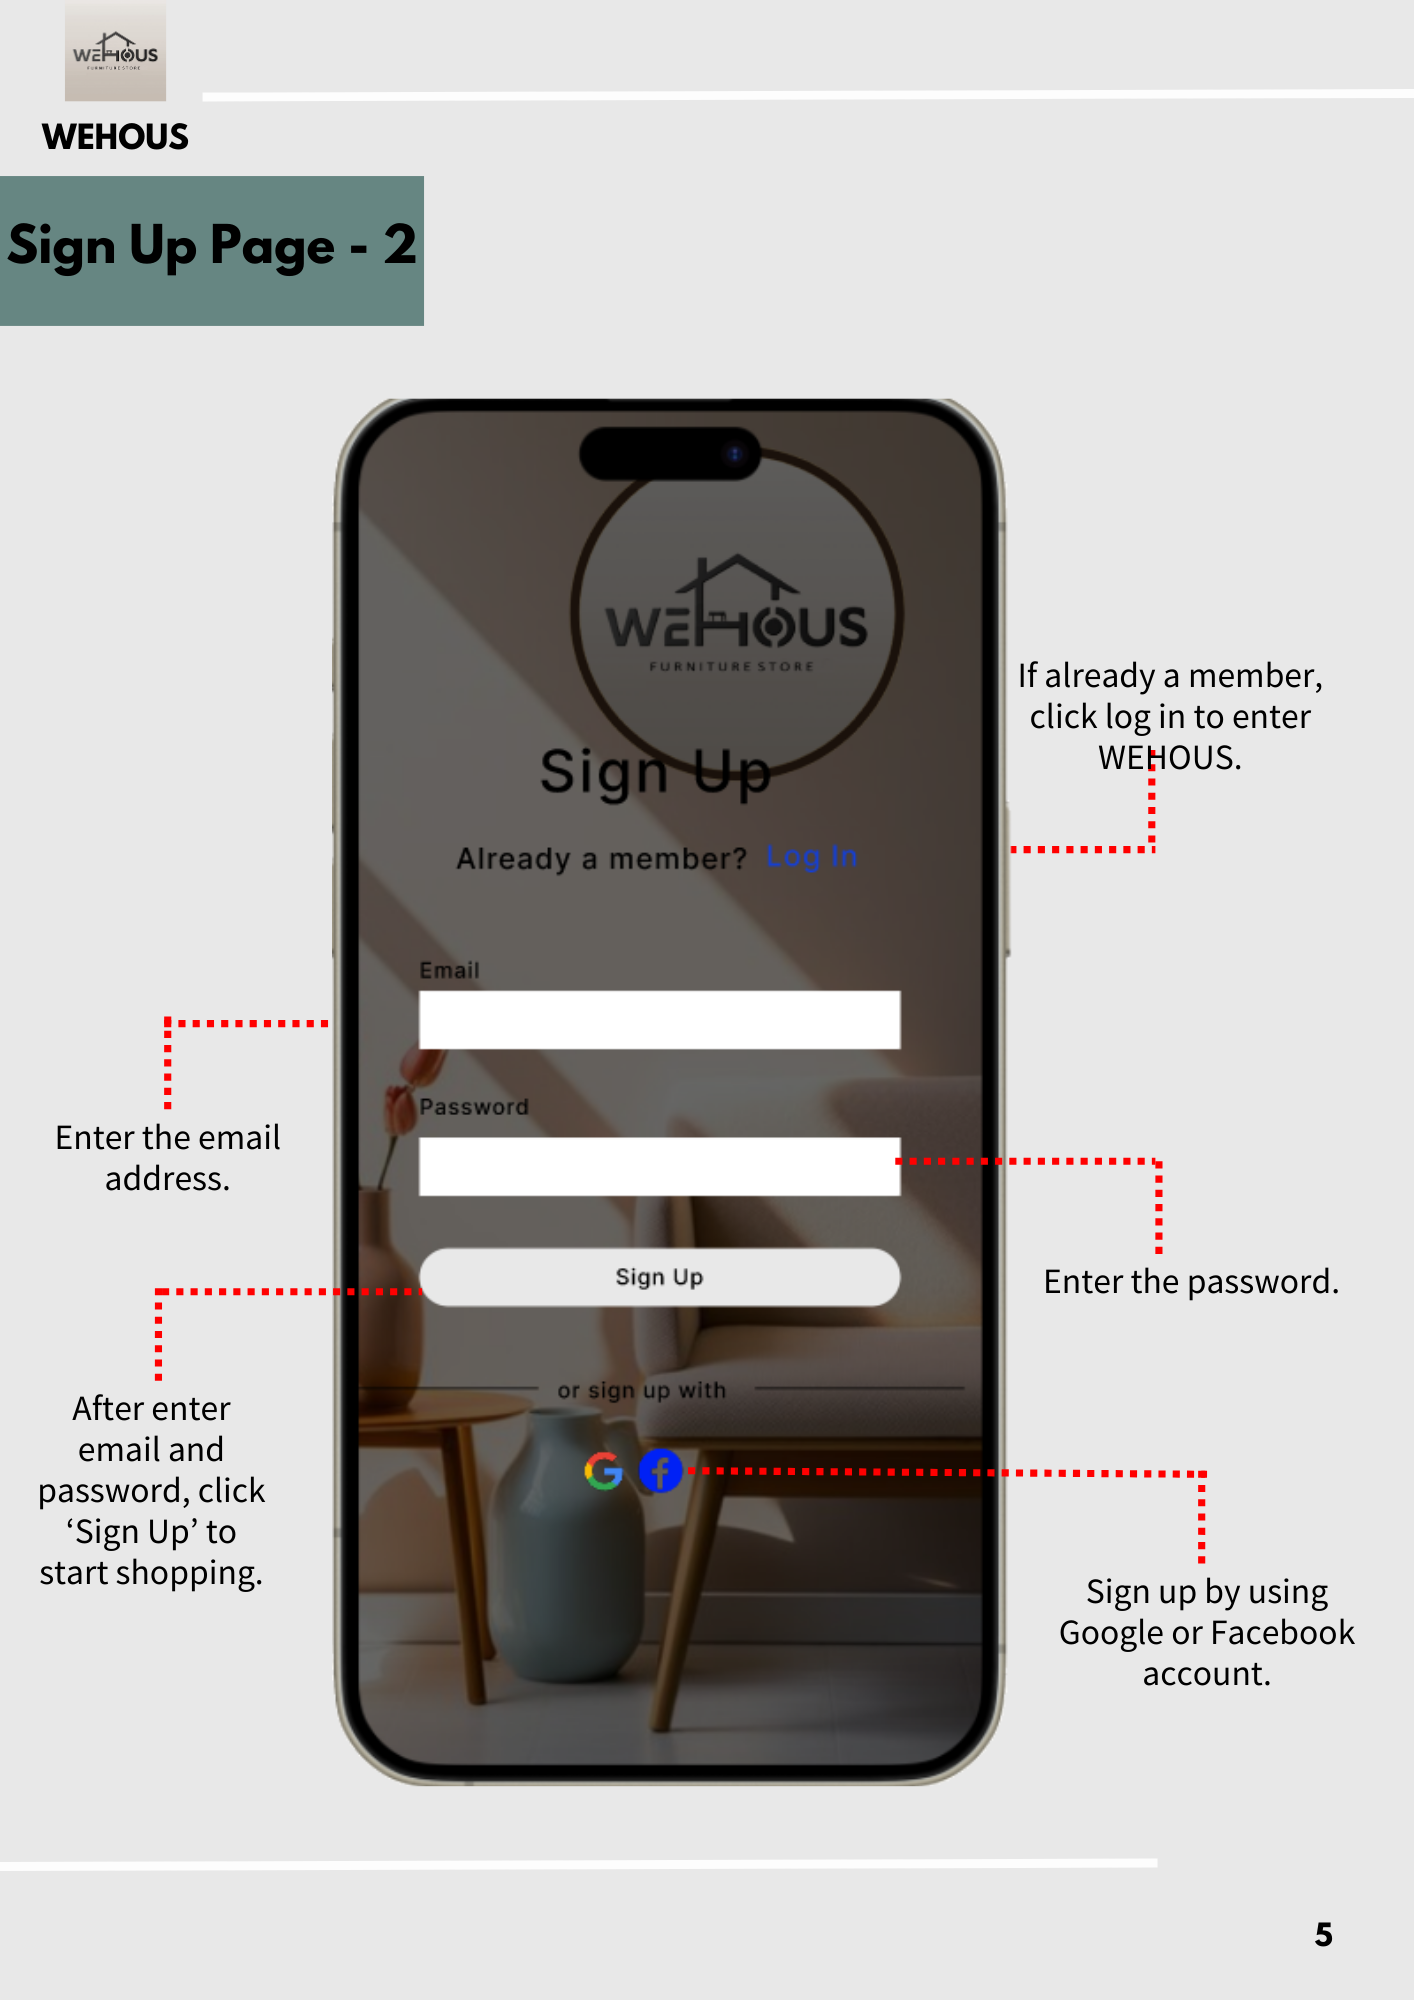 WEHOUS
FURNITURE STORE
WEHOUS
Sign Up Page - 2
WEHOUS
FURNITURE STORE
Sign Up
Already a member? Log In
If already a member,
click log in to enter
WEHOUS.
Email
Enter the email
address.
Password
Enter the password.
Sign Up
After enter
email and
password, click
‘Sign Up’ to
start shopping.
or sign up with
Sign up by using
Google or Facebook
account.
5